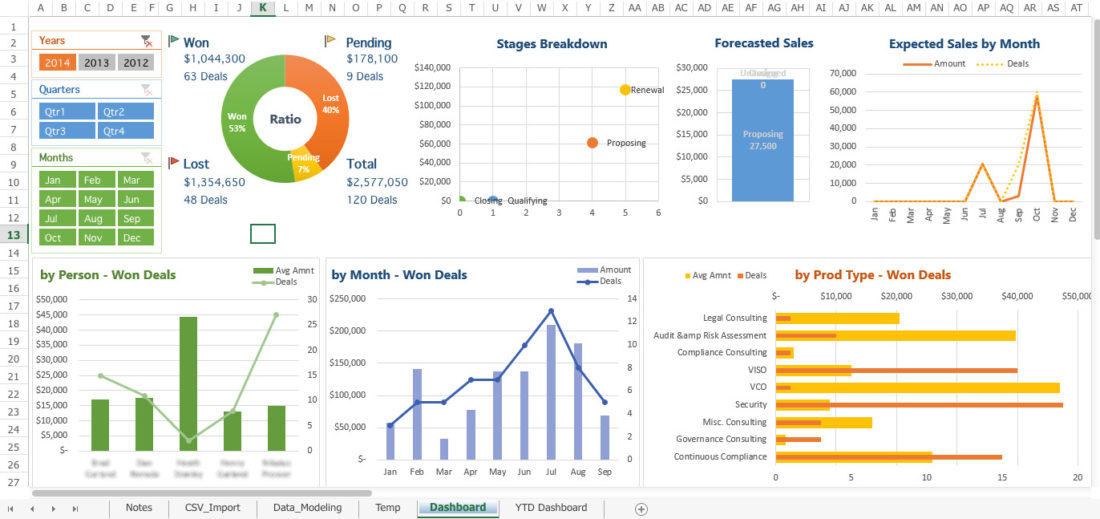 A B C D E F G H I J K L M N O P Q R S T U V W X Y Z AA AB AC AD AE AF AG AH AI AJ AK AL AM AN AO AP AQ AR AS AT
1
2
3
4
5
6
7
8
9
10
11
12
13
14
15
16
17
18
19
20
21
22
23
24
25
26
27
Years
2014 2013 2012
Quarters
Qtr1 Qtr2
Qtr3 Qtr4
Months
Jan Feb Mar
Apr May Jun
Jul Aug Sep
Oct Nov Dec
Won
$1,044,300
63 Deals
Pending
$178,100
9 Deals
Lost
40%
Won
53%
Ratio
Pending
7%
Lost
$1,354,650
48 Deals
Total
$2,577,050
120 Deals
Stages Breakdown
$140,000
$120,000
$100,000
$80,000
$60,000
$40,000
$20,000
$0
Renewal
Proposing
Closing Qualifying
0 1 2 3 4 5 6
Forecasted Sales
$30,000
$25,000
$20,000
$15,000
$10,000
$5,000
$0
0
Proposing
27,500
Expected Sales by Month
Amount Deals
70,000
60,000
50,000
40,000
30,000
20,000
10,000
0
Jan Feb Mar Apr May Jun Jul Aug Sep Oct Nov Dec
by Person - Won Deals
Avg Amnt
Deals
$50,000
$45,000
$40,000
$35,000
$30,000
$25,000
$20,000
$15,000
$10,000
$5,000
$-
30
25
20
15
10
5
0
by Month - Won Deals
Amount
Deals
$250,000
$200,000
$150,000
$100,000
$50,000
$-
14
12
10
8
6
4
2
0
Jan Feb Mar Apr May Jun Jul Aug Sep
Avg Amnt Deals
by Prod Type - Won Deals
$- $10,000 $20,000 $30,000 $40,000 $50,000
Legal Consulting
Audit &amp Risk Assessment
Compliance Consulting
VISO
VCO
Security
Misc. Consulting
Governance Consulting
Continuous Compliance
0 5 10 15 20
Notes CSV_Import Data_Modeling Temp Dashboard YTD Dashboard